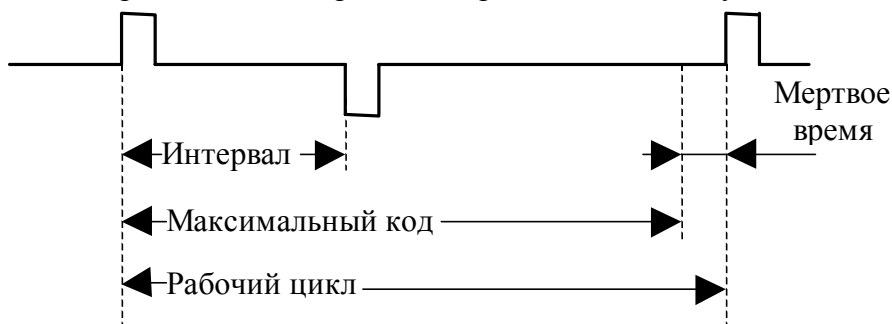 Мертвое
время
Интервал
Максимальный код
Рабочий цикл